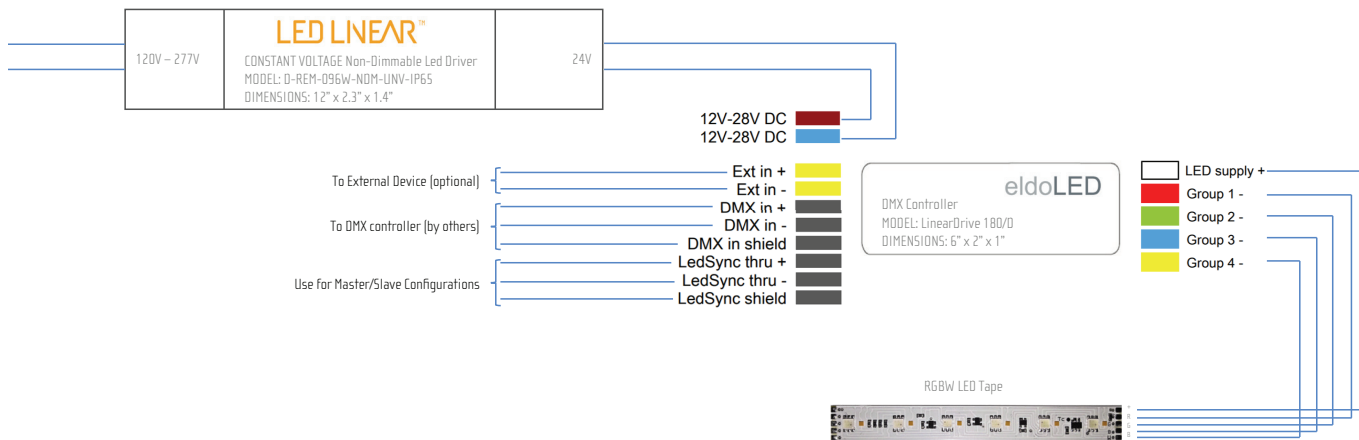 LED LINEAR™
120V – 277V
CONSTANT VOLTAGE Non-Dimmable Led Driver
24V
MODEL: D-REM-096W-NDM-UNV-IP65
DIMENSIONS: 12" x 2.3" x 1.4"
12V-28V DC
12V-28V DC
To External Device (optional)
Ext in +
Ext in -
To DMX controller (by others)
DMX in +
DMX in -
DMX in shield
Use for Master/Slave Configurations
LedSync thru +
LedSync thru -
LedSync shield
eldoLED
DMX Controller
MODEL: LinearDrive 180/D
DIMENSIONS: 6" x 2" x 1"
LED supply +
Group 1 -
Group 2 -
Group 3 -
Group 4 -
RGBW LED Tape